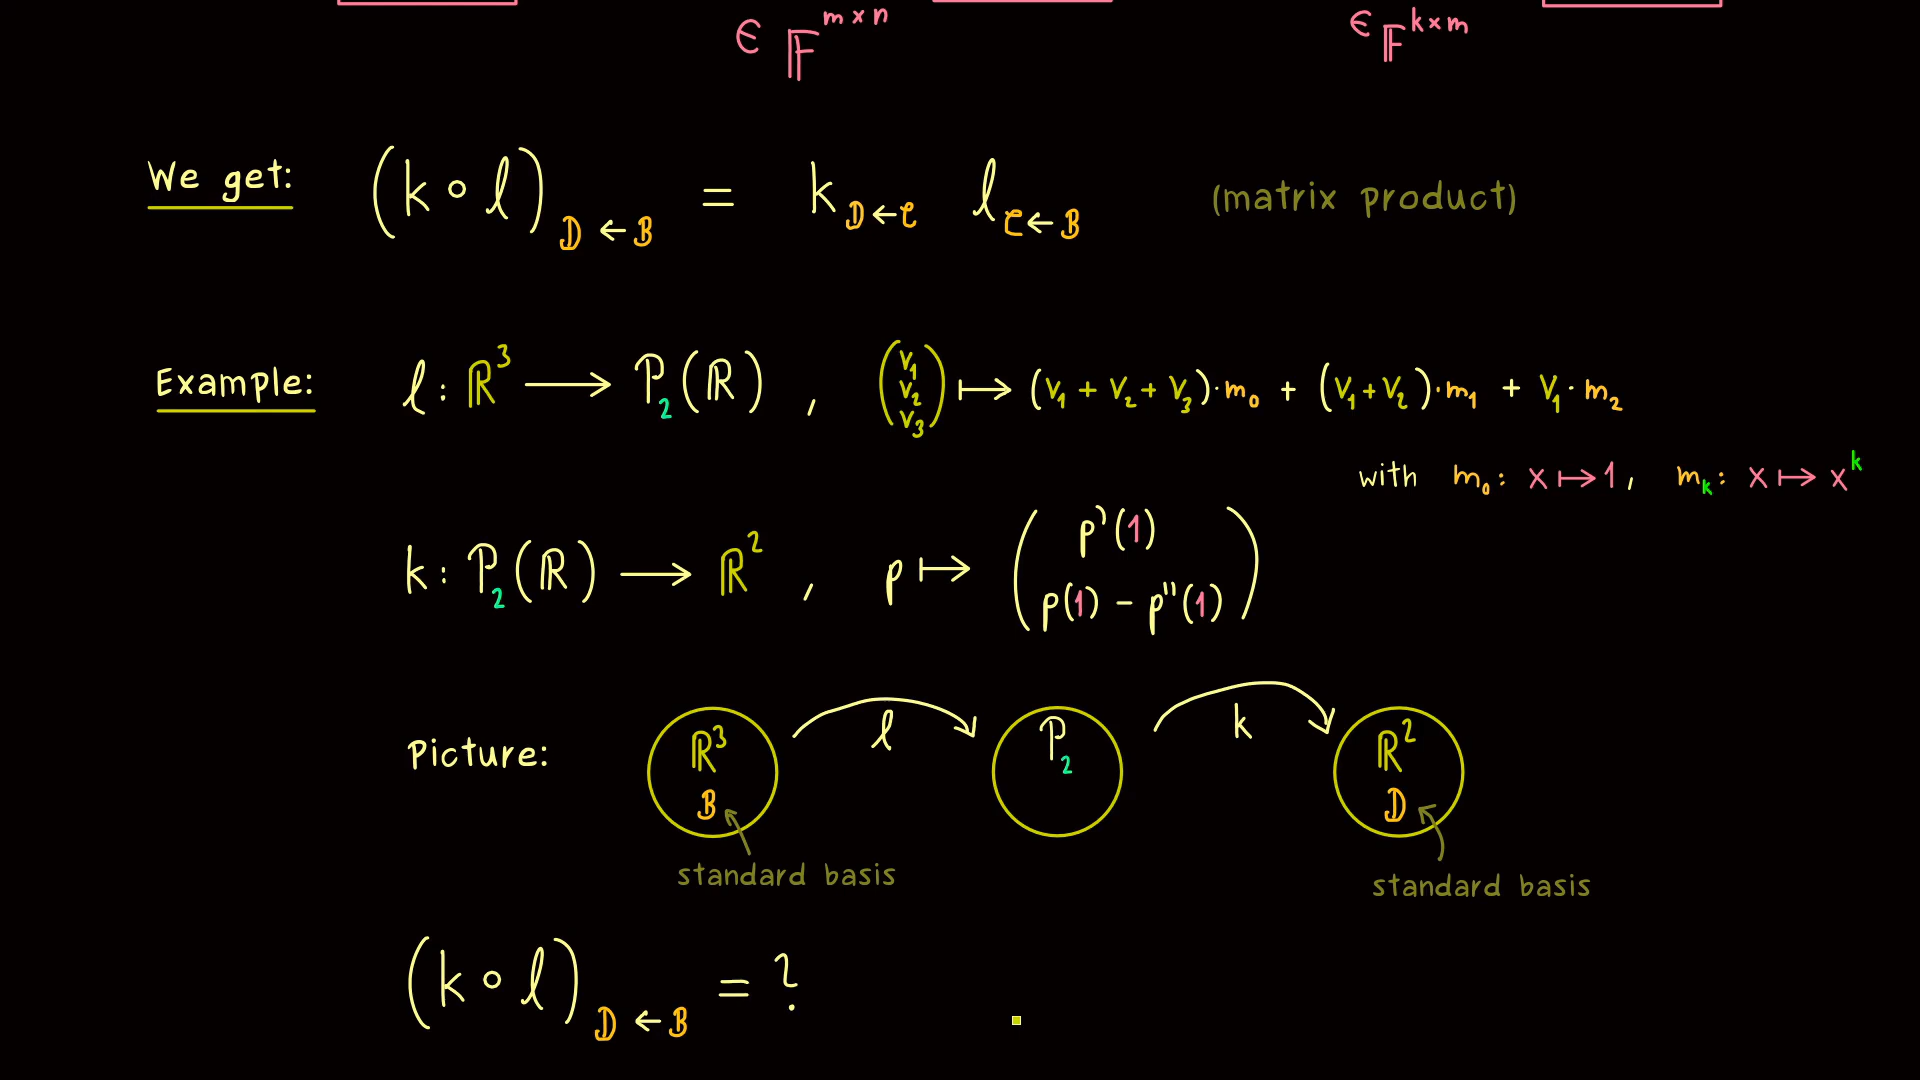 ∈ 𝔽^{m×n} ∈ 𝔽^{k×m}
We get: (k ∘ l)_{D←B} = k_{D←C} l_{C←B} (matrix product)
Example: l: ℝ³ ⟶ P₂(ℝ) , (v₁ v₂ v₃) ↦ (v₁ + v₂ + v₃)·m₀ + (v₁+v₂)·m₁ + v₁·m₂
with m₀: x ↦ 1, m_k: x ↦ x^k
k: P₂(ℝ) ⟶ ℝ² , p ↦ (p'(1)
p(1) − p''(1))
Picture: ℝ³ B l P₂ k ℝ² D
standard basis standard basis
(k ∘ l)_{D←B} = ?